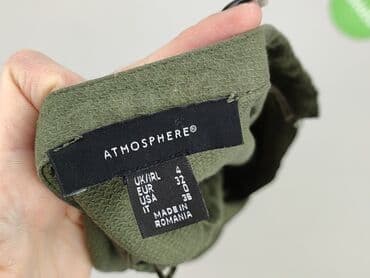 ATMOSPHERE®
UK/IRL 4
EUR 32
USA 0
IT 36
MADE IN
ROMANIA